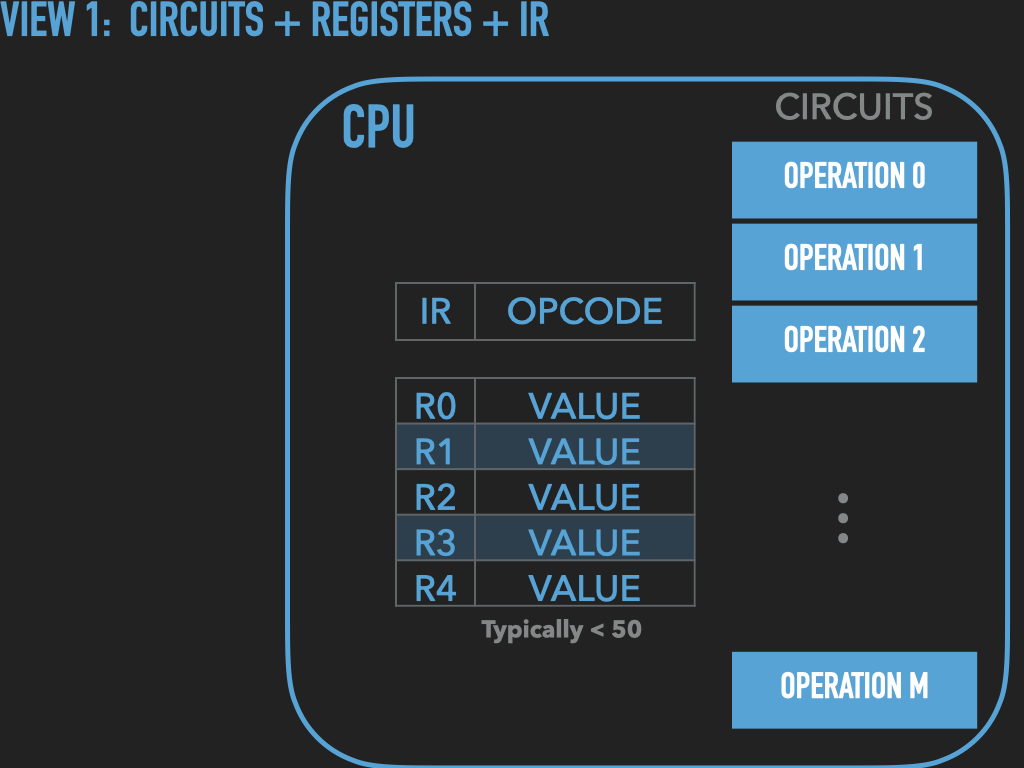 VIEW 1: CIRCUITS + REGISTERS + IR
CPU
CIRCUITS
OPERATION 0
OPERATION 1
OPERATION 2
IR OPCODE
R0 VALUE
R1 VALUE
R2 VALUE
R3 VALUE
R4 VALUE
Typically < 50
OPERATION M